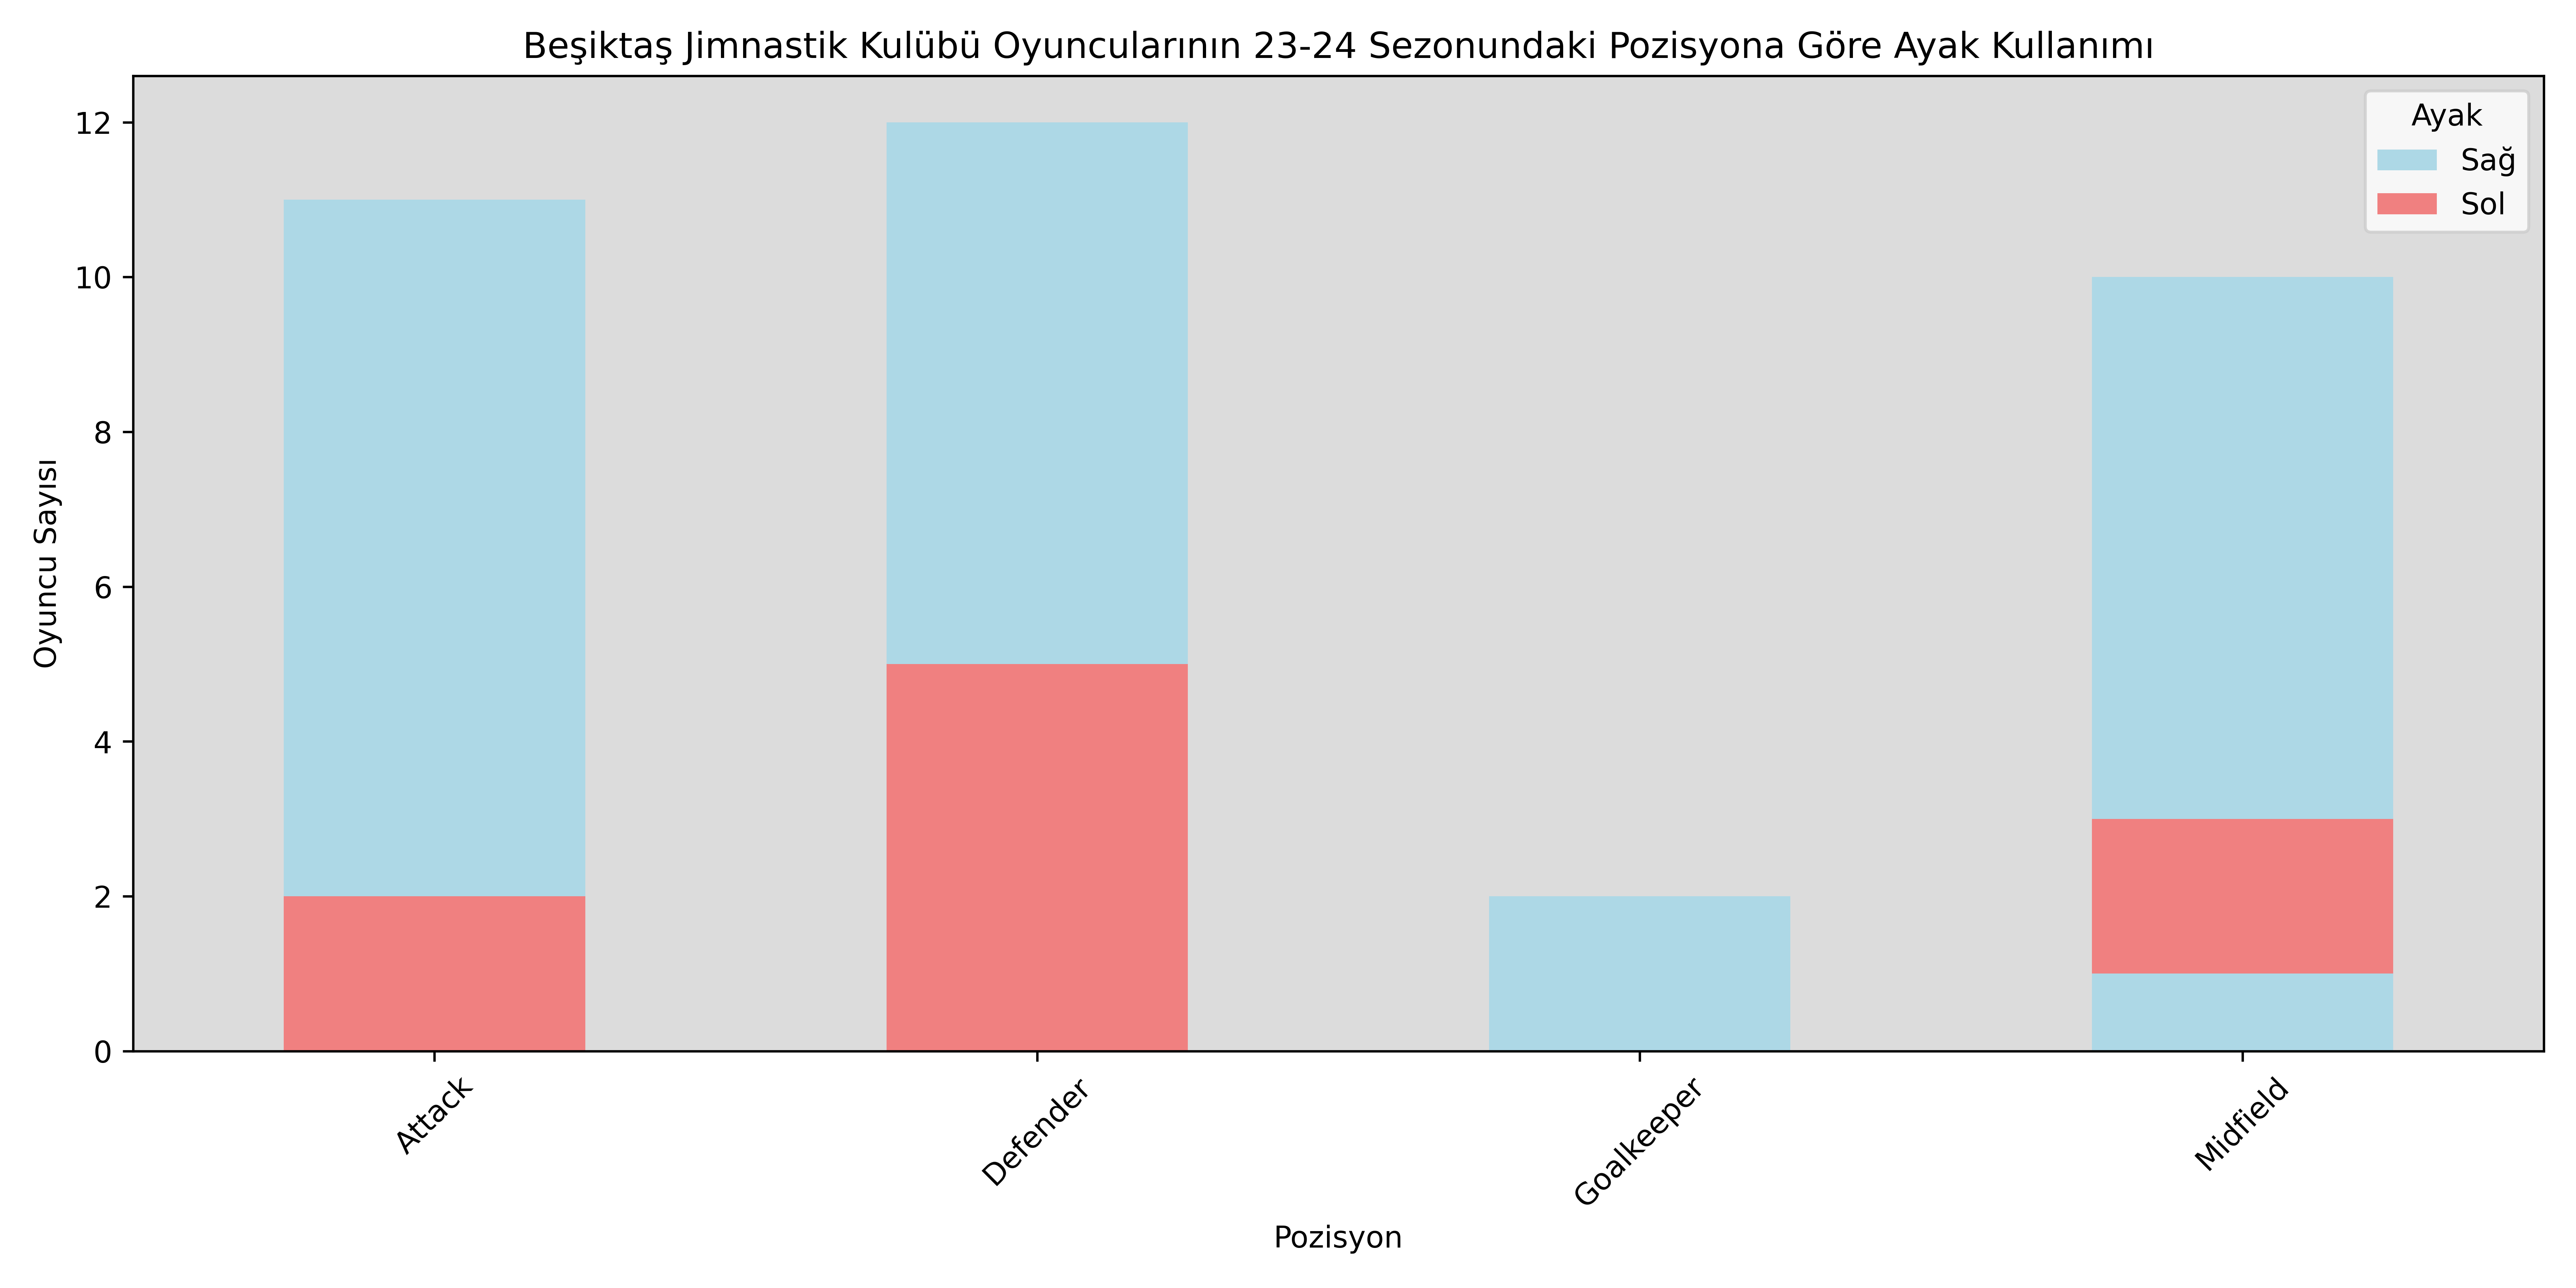 Beşiktaş Jimnastik Kulübü Oyuncularının 23-24 Sezonundaki Pozisyona Göre Ayak Kullanımı
Ayak
Sağ
Sol
Oyuncu Sayısı
12
10
8
6
4
2
0
Attack
Defender
Goalkeeper
Midfield
Pozisyon